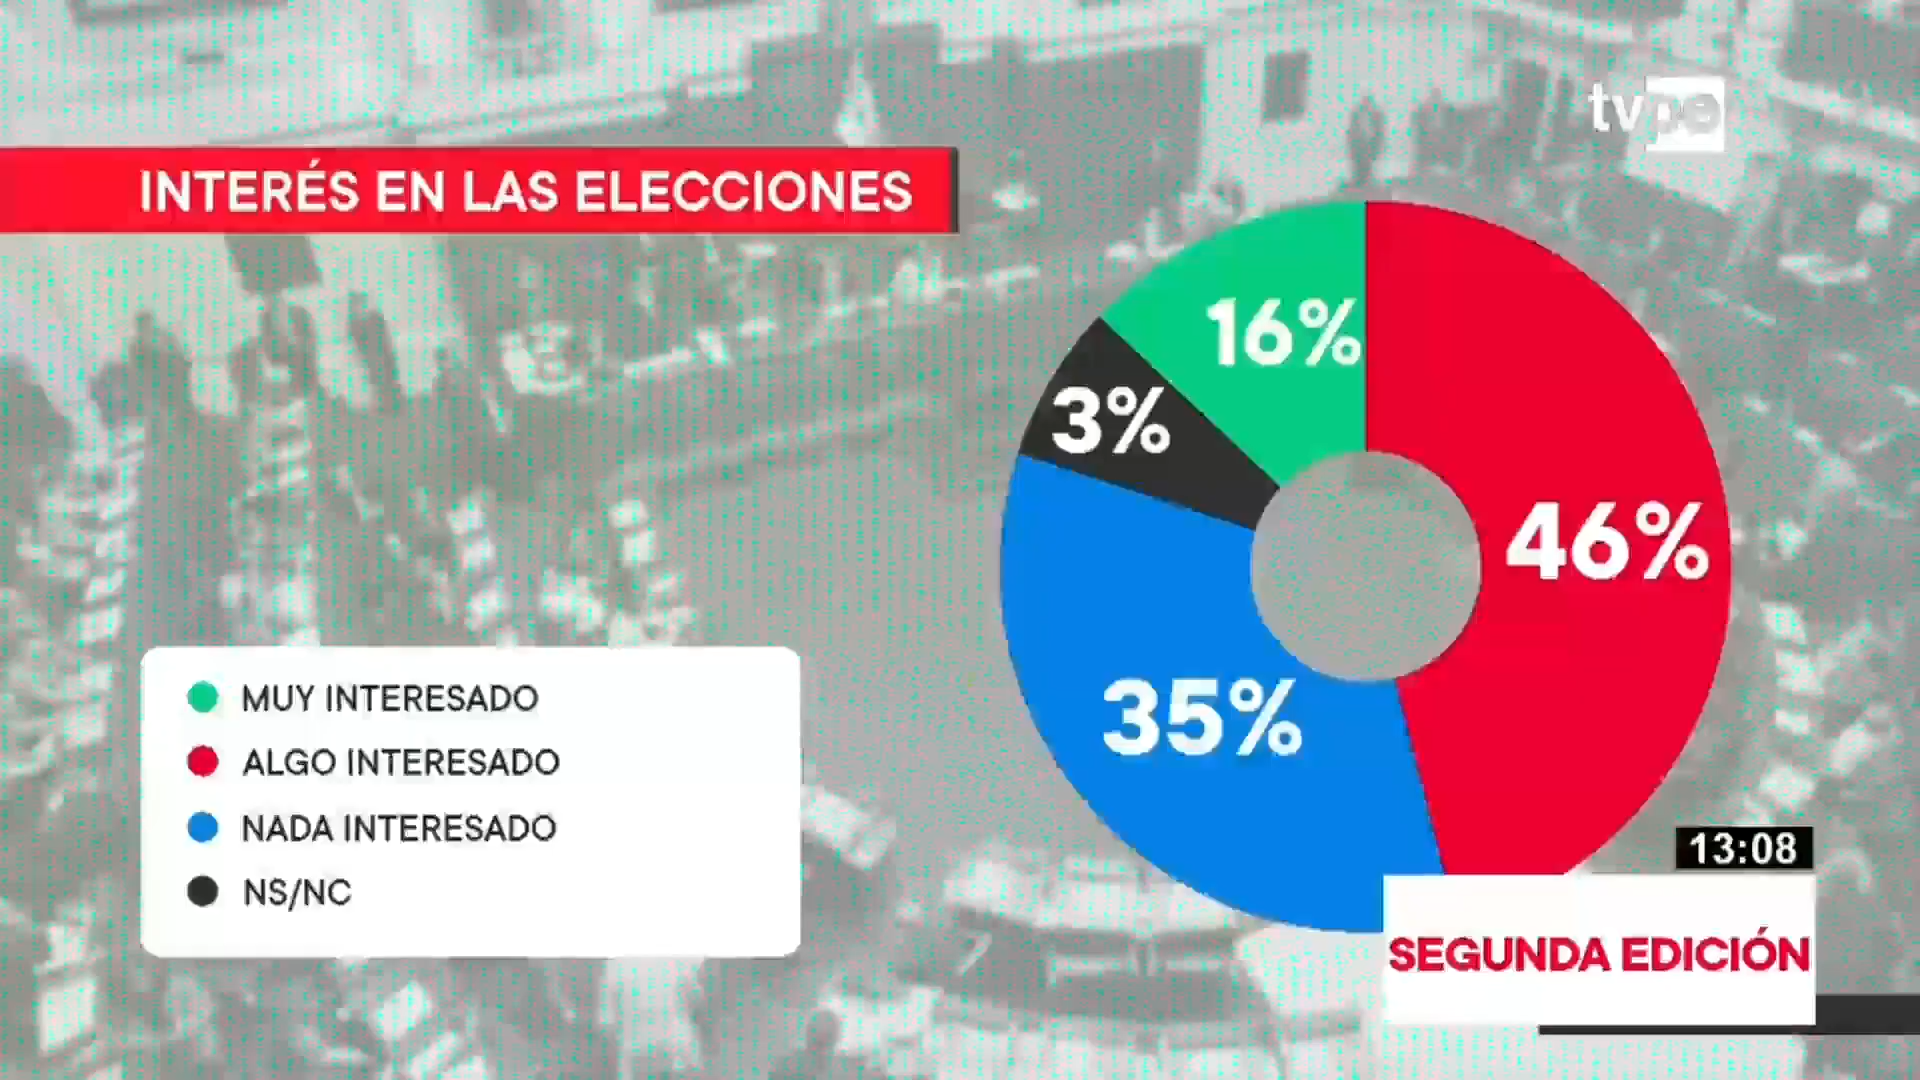 tvpe
INTERÉS EN LAS ELECCIONES
16%
3%
46%
35%
MUY INTERESADO
ALGO INTERESADO
NADA INTERESADO
NS/NC
13:08
SEGUNDA EDICIÓN